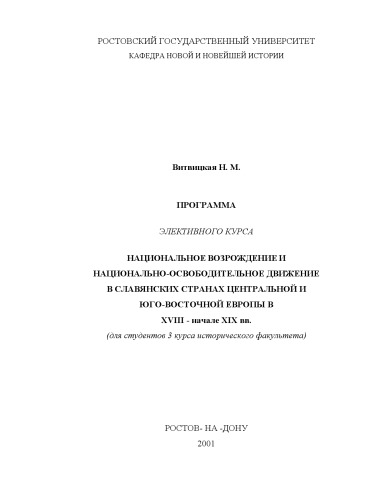 РОСТОВСКИЙ ГОСУДАРСТВЕННЫЙ УНИВЕРСИТЕТ
КАФЕДРА НОВОЙ И НОВЕЙШЕЙ ИСТОРИИ
Витвицкая Н. М.
ПРОГРАММА
ЭЛЕКТИВНОГО КУРСА
НАЦИОНАЛЬНОЕ ВОЗРОЖДЕНИЕ И
НАЦИОНАЛЬНО-ОСВОБОДИТЕЛЬНОЕ ДВИЖЕНИЕ
В СЛАВЯНСКИХ СТРАНАХ ЦЕНТРАЛЬНОЙ И
ЮГО-ВОСТОЧНОЙ ЕВРОПЫ В
XVIII - начале XIX вв.
(для студентов 3 курса исторического факультета)
РОСТОВ- НА -ДОНУ
2001